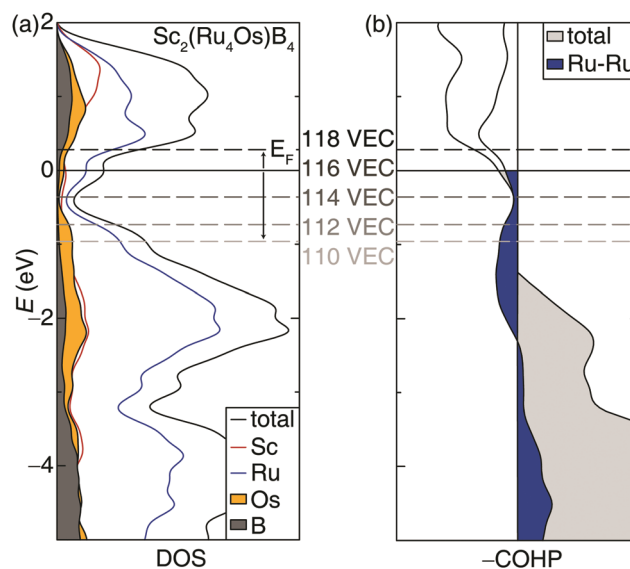 (a)
Sc₂(Ru₄Os)B₄
2
0
−2
−4
E (eV)
E_F
total
Sc
Ru
Os
B
DOS
118 VEC
116 VEC
114 VEC
112 VEC
110 VEC
(b)
total
Ru-Ru
−COHP